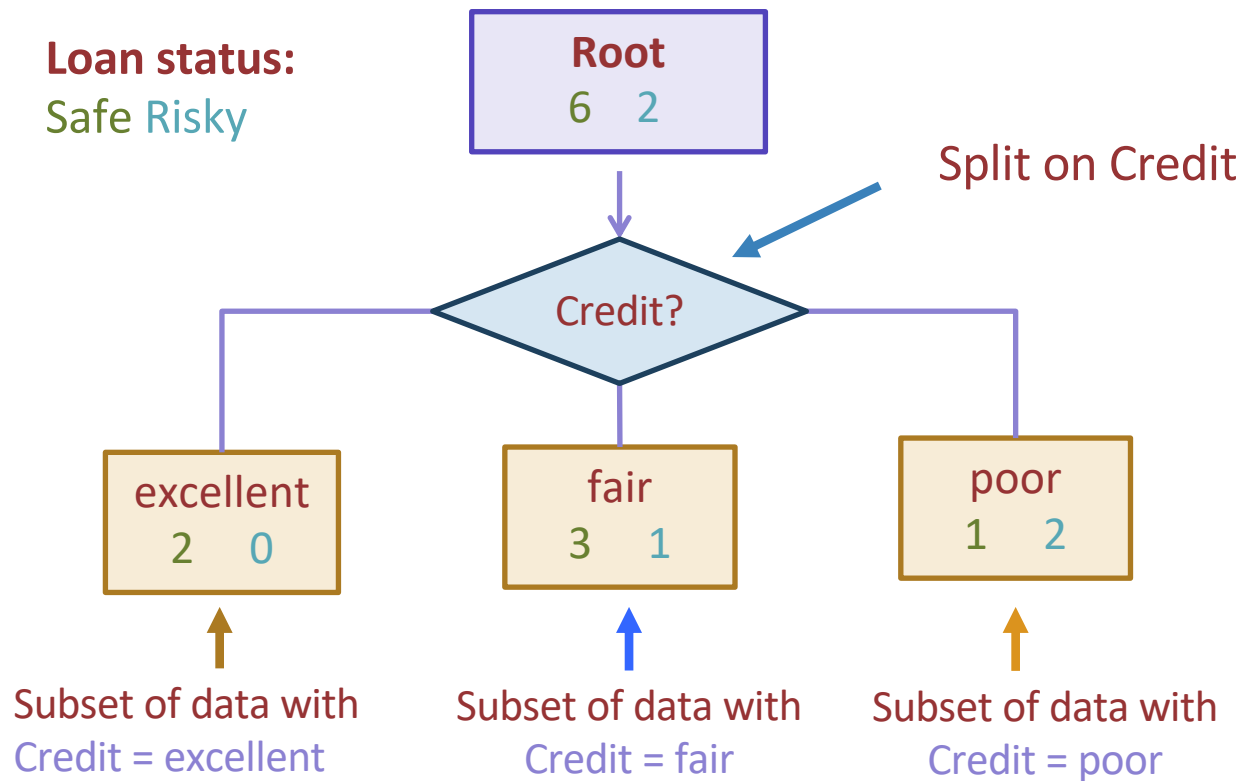 Loan status:
Safe Risky
Root
6 2
Split on Credit
Credit?
excellent
2 0
fair
3 1
poor
1 2
Subset of data with
Credit = excellent
Subset of data with
Credit = fair
Subset of data with
Credit = poor